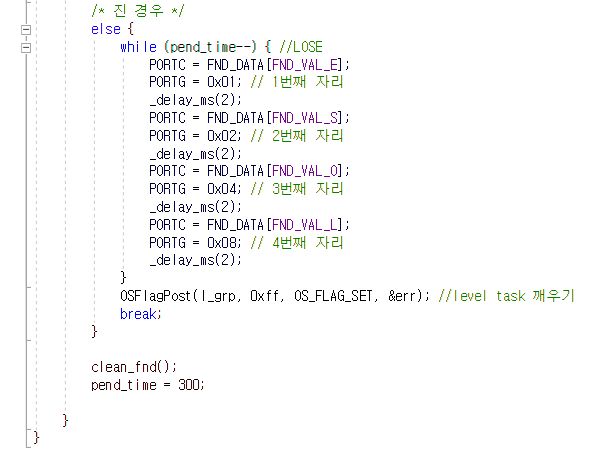 /* 진 경우 */
else {
while (pend_time--) { //LOSE
PORTC = FND_DATA[FND_VAL_E];
PORTG = 0x01; // 1번째 자리
_delay_ms(2);
PORTC = FND_DATA[FND_VAL_S];
PORTG = 0x02; // 2번째 자리
_delay_ms(2);
PORTC = FND_DATA[FND_VAL_O];
PORTG = 0x04; // 3번째 자리
_delay_ms(2);
PORTC = FND_DATA[FND_VAL_L];
PORTG = 0x08; // 4번째 자리
_delay_ms(2);
}
OSFlagPost(l_grp, 0xff, OS_FLAG_SET, &err); //level task 깨우기
break;
}
clean_fnd();
pend_time = 300;
}
}